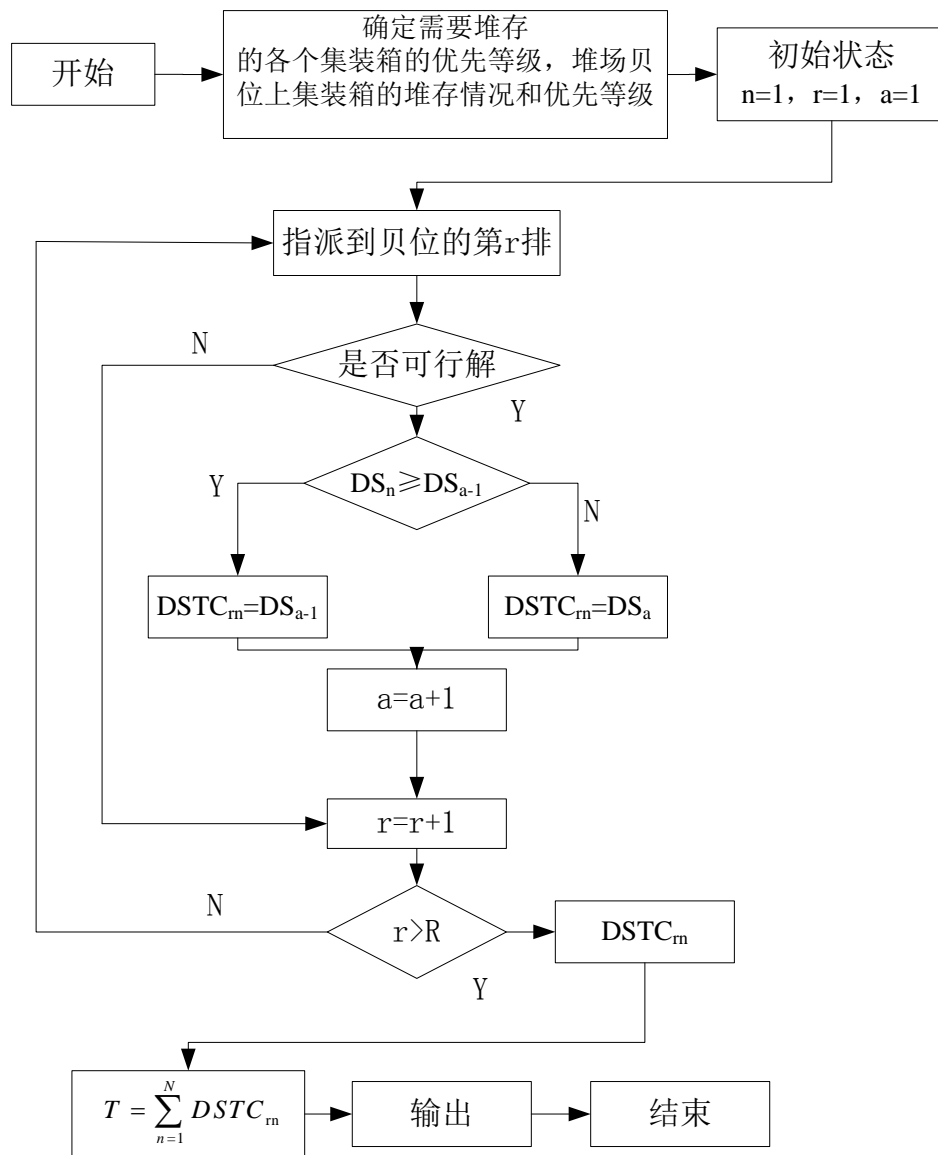 开始
确定需要堆存
的各个集装箱的优先等级，堆场贝
位上集装箱的堆存情况和优先等级
初始状态
n=1，r=1，a=1
指派到贝位的第r排
N
是否可行解
Y
Y
DSₙ≥DSₐ₋₁
N
DSTCᵣₙ=DSₐ₋₁
DSTCᵣₙ=DSₐ
a=a+1
r=r+1
N
r>R
DSTCᵣₙ
Y
T = ∑_{n=1}^{N} DSTCᵣₙ
输出
结束